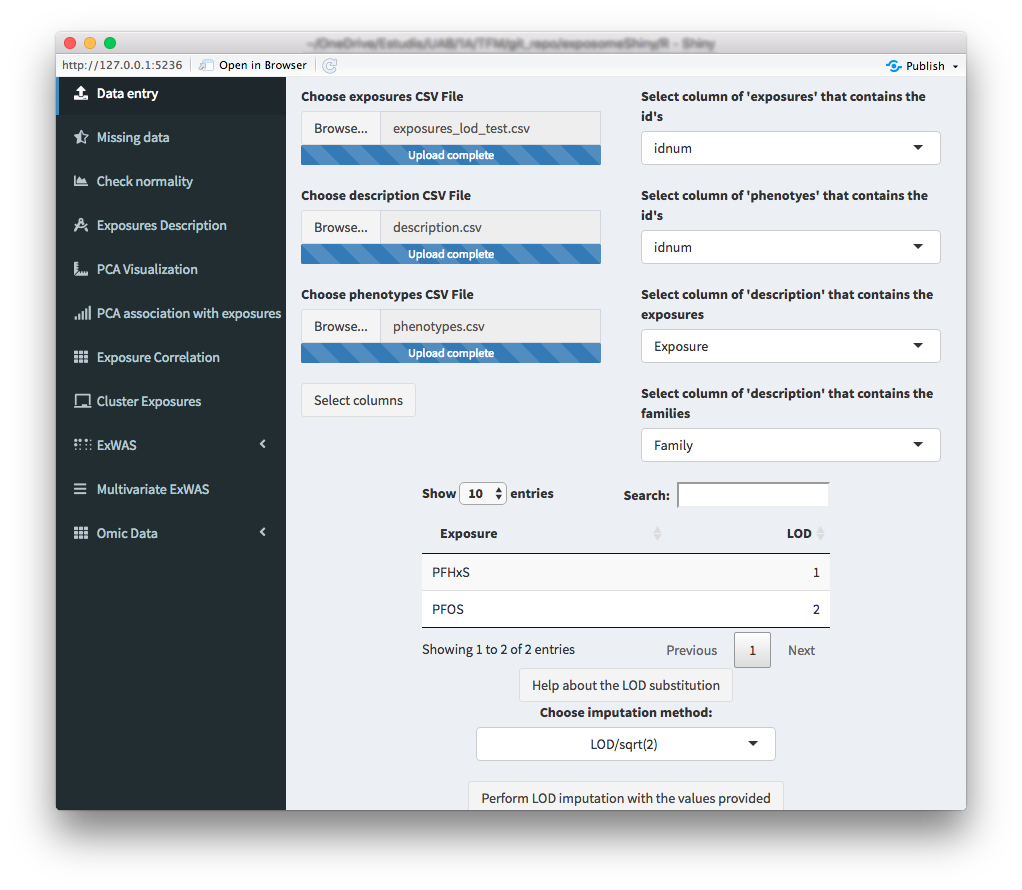 ~/OneDrive/Estudis/UAB/1A/TFM/git_repo/exposomeShiny/R - Shiny
http://127.0.0.1:5236
Open in Browser
Publish
Data entry
Missing data
Check normality
Exposures Description
PCA Visualization
PCA association with exposures
Exposure Correlation
Cluster Exposures
ExWAS
Multivariate ExWAS
Omic Data
Choose exposures CSV File
Browse... exposures_lod_test.csv
Upload complete
Choose description CSV File
Browse... description.csv
Upload complete
Choose phenotypes CSV File
Browse... phenotypes.csv
Upload complete
Select columns
Select column of 'exposures' that contains the
id's
idnum
Select column of 'phenotyes' that contains the
id's
idnum
Select column of 'description' that contains the
exposures
Exposure
Select column of 'description' that contains the
families
Family
Show 10 entries
Search:
Exposure LOD
PFHxS 1
PFOS 2
Showing 1 to 2 of 2 entries
Previous 1 Next
Help about the LOD substitution
Choose imputation method:
LOD/sqrt(2)
Perform LOD imputation with the values provided